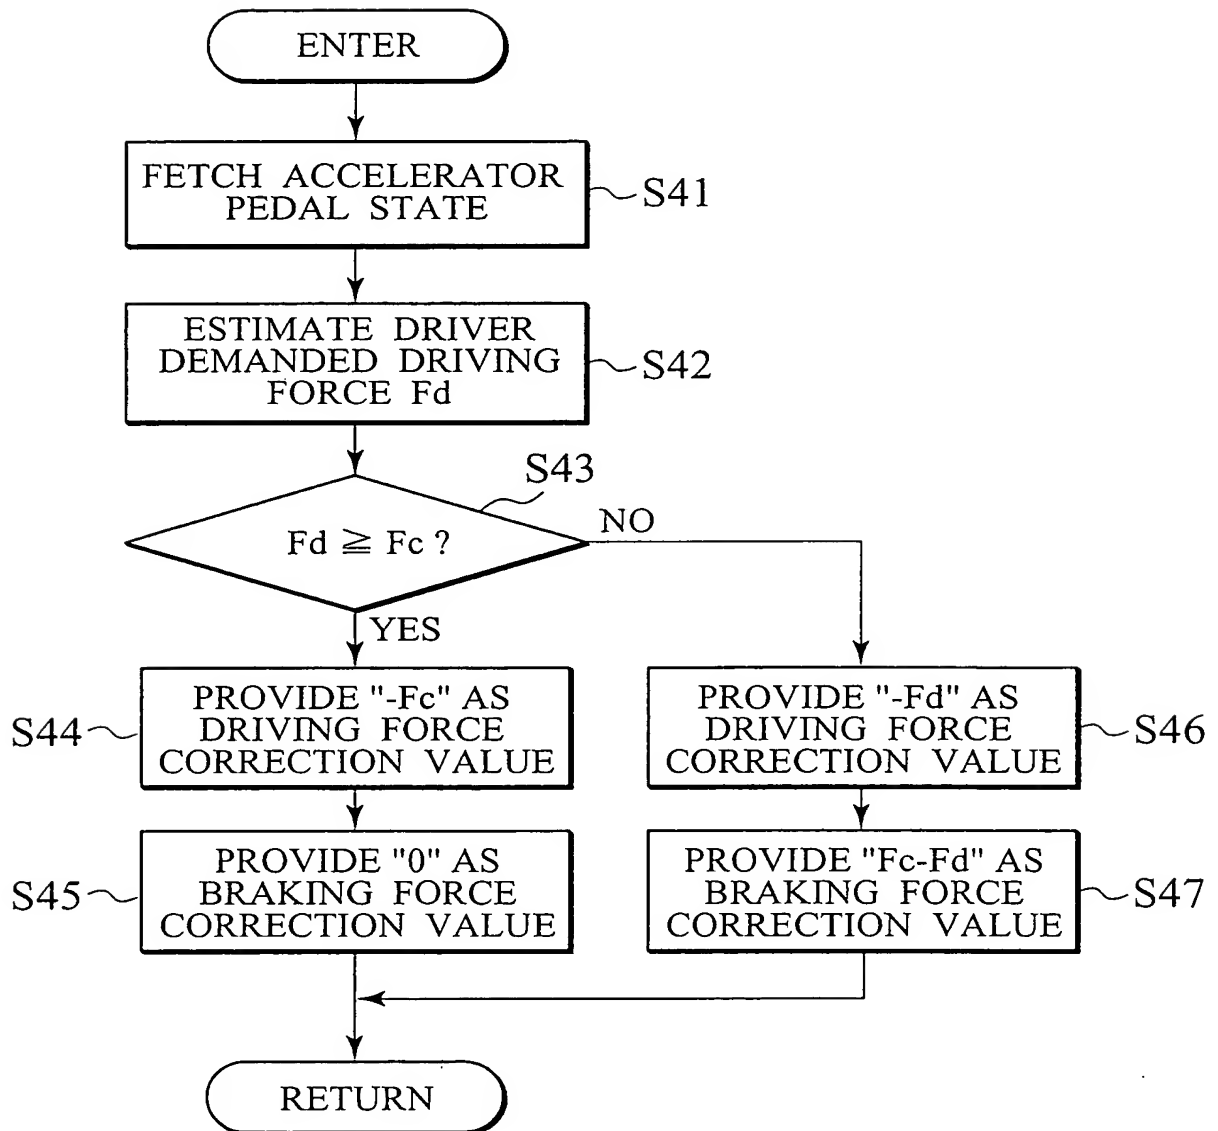 ENTER
FETCH ACCELERATOR
PEDAL STATE
S41
ESTIMATE DRIVER
DEMANDED DRIVING
FORCE Fd
S42
S43
Fd ≧ Fc ?
NO
YES
PROVIDE "-Fc" AS
DRIVING FORCE
CORRECTION VALUE
S44
PROVIDE "0" AS
BRAKING FORCE
CORRECTION VALUE
S45
PROVIDE "-Fd" AS
DRIVING FORCE
CORRECTION VALUE
S46
PROVIDE "Fc-Fd" AS
BRAKING FORCE
CORRECTION VALUE
S47
RETURN